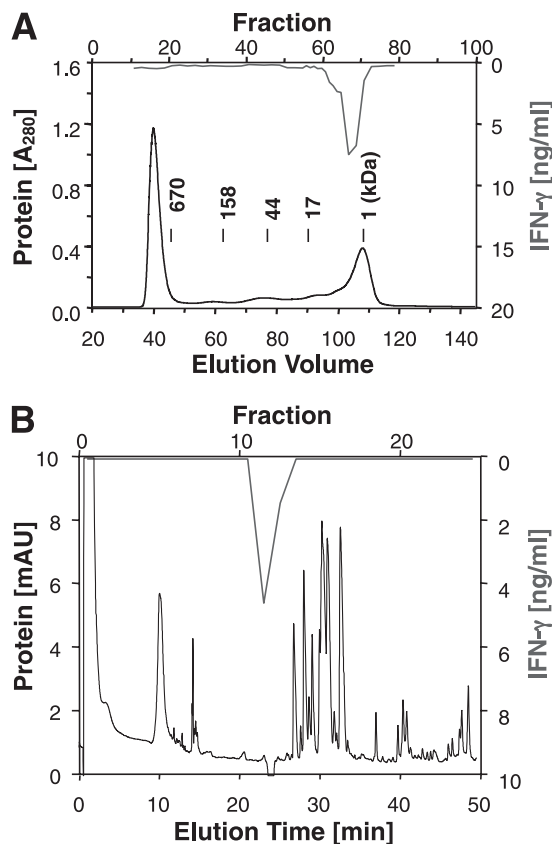 A
Fraction
0 20 40 60 80 100
1.6
1.2
0.8
0.4
0.0
Protein [A280]
670
158
44
17
1 (kDa)
0
5
10
15
20
IFN-γ [ng/ml]
20 40 60 80 100 120 140
Elution Volume
B
Fraction
0 10 20
10
8
6
4
2
0
Protein [mAU]
0
2
4
6
8
10
IFN-γ [ng/ml]
0 10 20 30 40 50
Elution Time [min]